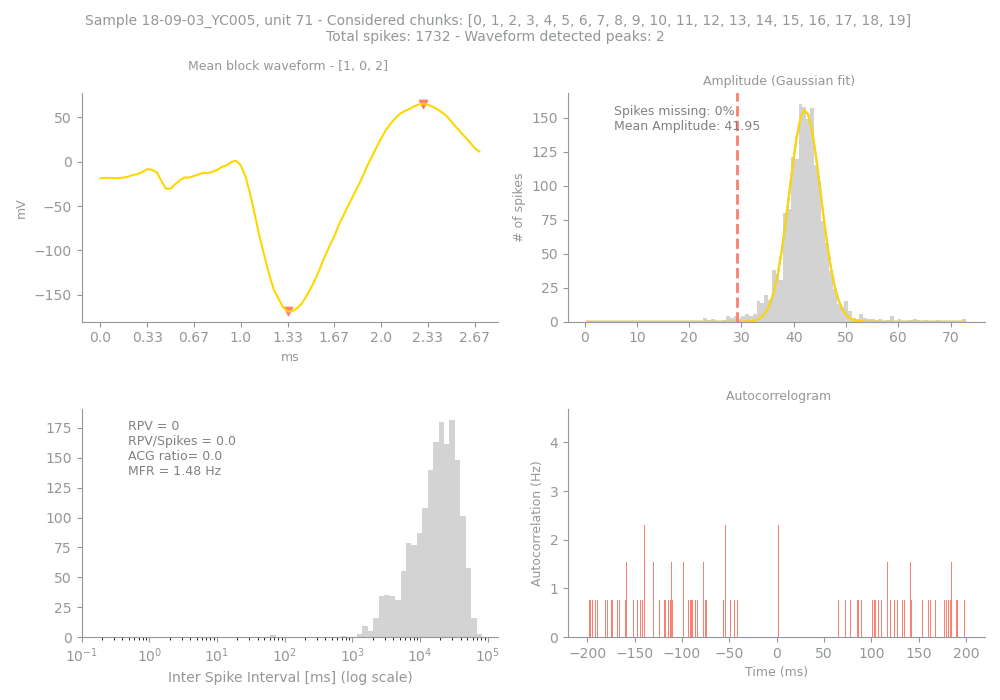 Sample 18-09-03_YC005, unit 71 - Considered chunks: [0, 1, 2, 3, 4, 5, 6, 7, 8, 9, 10, 11, 12, 13, 14, 15, 16, 17, 18, 19]
Total spikes: 1732 - Waveform detected peaks: 2
Mean block waveform - [1, 0, 2]
50
0
−50
−100
−150
mV
0.0 0.33 0.67 1.0 1.33 1.67 2.0 2.33 2.67
ms
Amplitude (Gaussian fit)
Spikes missing: 0%
Mean Amplitude: 41.95
150
125
100
75
50
25
0
# of spikes
0 10 20 30 40 50 60 70
RPV = 0
RPV/Spikes = 0.0
ACG ratio= 0.0
MFR = 1.48 Hz
175
150
125
100
75
50
25
0
10⁻¹ 10⁰ 10¹ 10² 10³ 10⁴ 10⁵
Inter Spike Interval [ms] (log scale)
Autocorrelogram
4
3
2
1
0
Autocorrelation (Hz)
−200 −150 −100 −50 0 50 100 150 200
Time (ms)